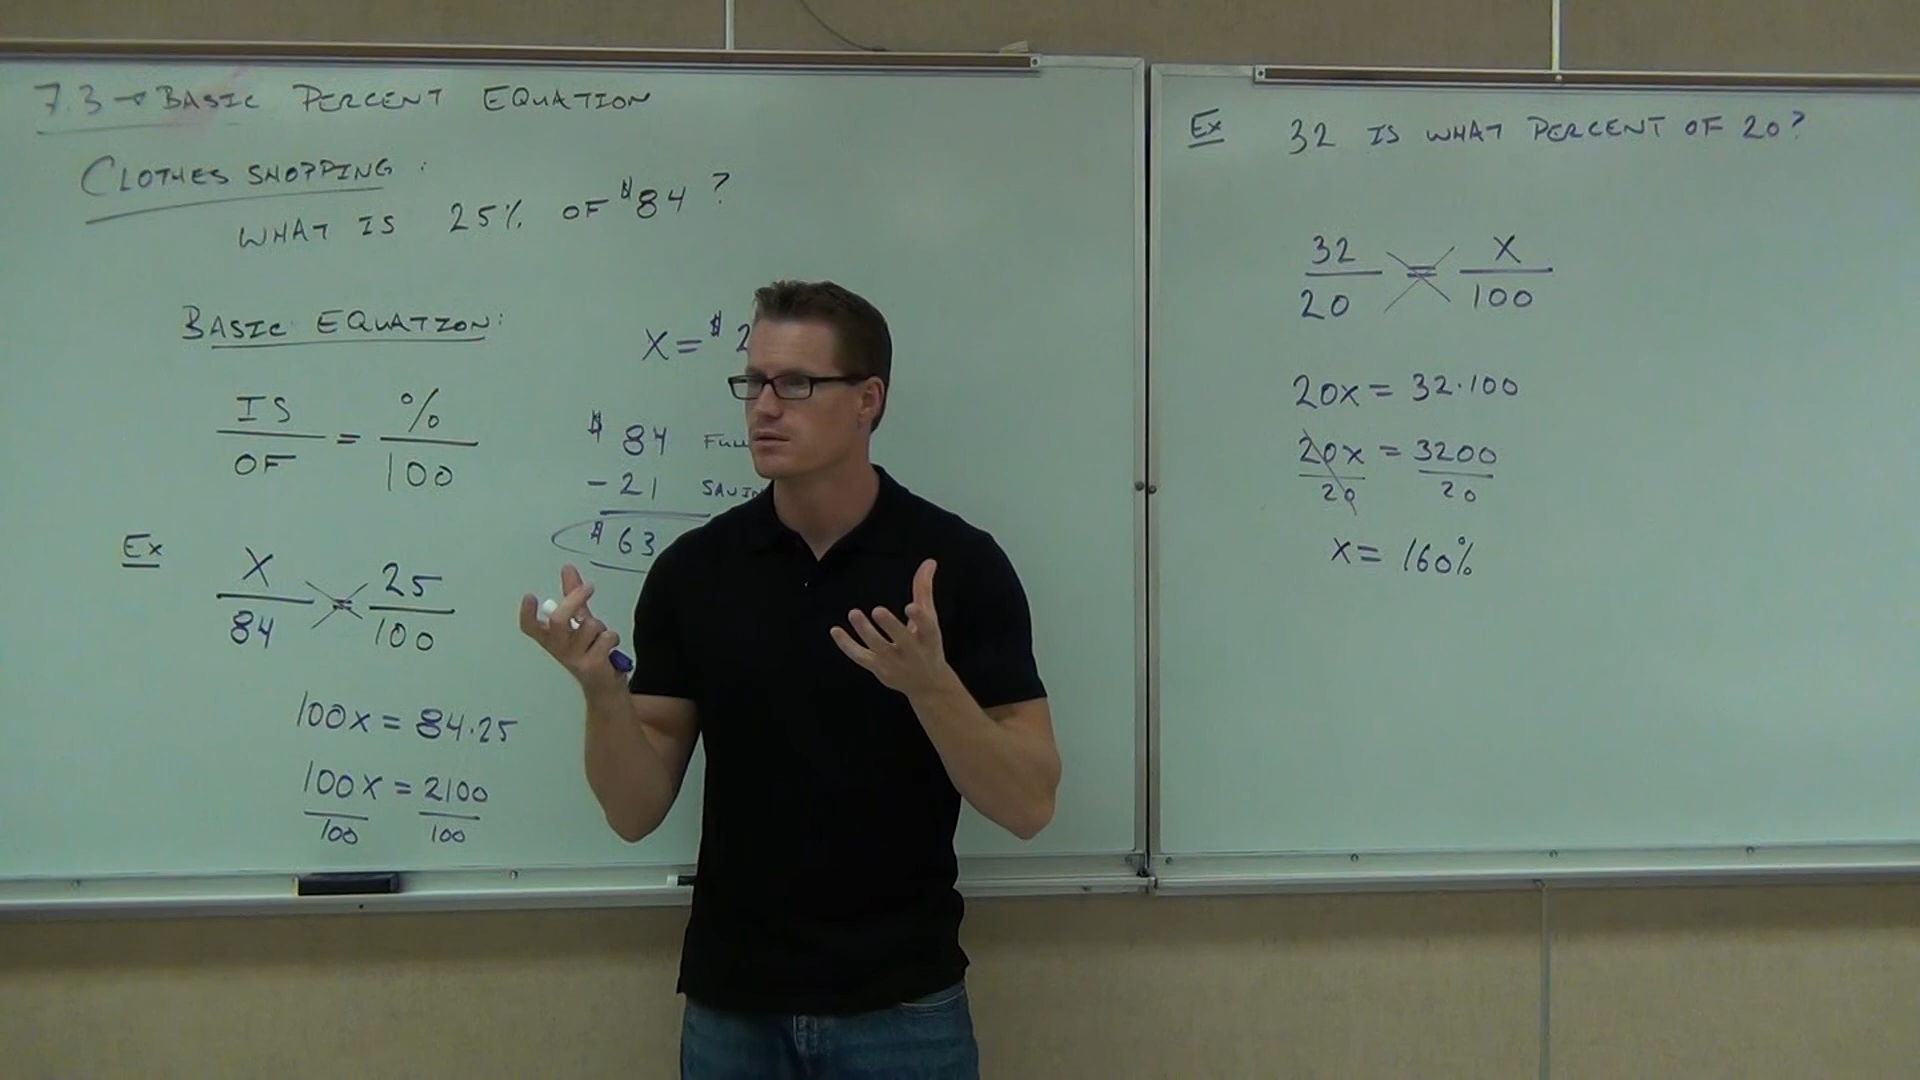 7.3 → BASIC PERCENT EQUATION
CLOTHES SHOPPING:
WHAT IS 25% OF $84?
BASIC EQUATION:
IS
OF
=
%
100
Ex
X
84
=
25
100
100X = 84·25
100X = 2100
100 100
X = $2
$84
- 21
$63
Ex 32 IS WHAT PERCENT OF 20?
32
20
=
X
100
20X = 32·100
20X = 3200
20 20
X = 160%